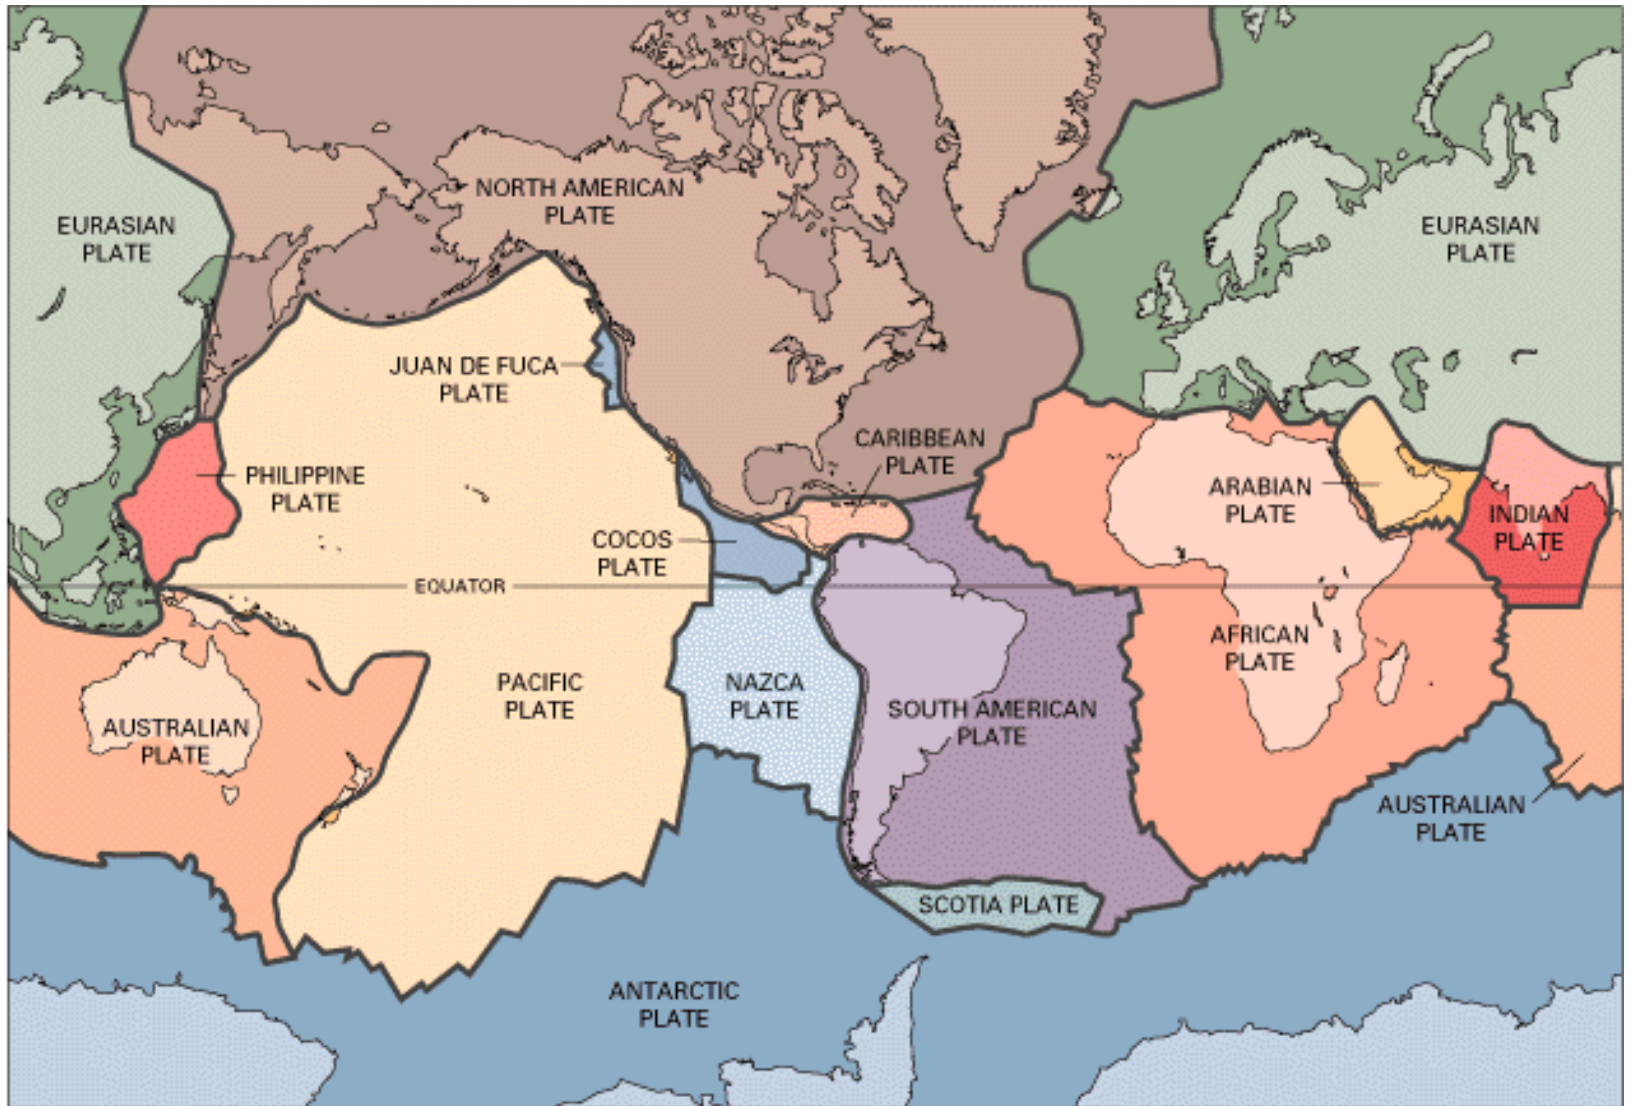 NORTH AMERICAN
PLATE
EURASIAN
PLATE
EURASIAN
PLATE
JUAN DE FUCA
PLATE
CARIBBEAN
PLATE
PHILIPPINE
PLATE
ARABIAN
PLATE
INDIAN
PLATE
COCOS
PLATE
EQUATOR
AFRICAN
PLATE
PACIFIC
PLATE
NAZCA
PLATE
SOUTH AMERICAN
PLATE
AUSTRALIAN
PLATE
AUSTRALIAN
PLATE
SCOTIA PLATE
ANTARCTIC
PLATE